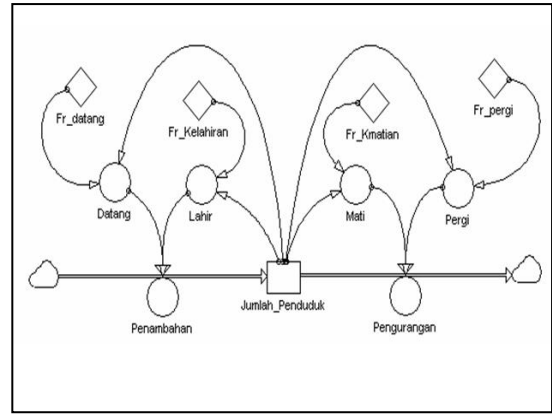 Fr_datang
Fr_Kelahiran
Fr_Kmatian
Fr_pergi
Datang
Lahir
Mati
Pergi
Jumlah_Penduduk
Penambahan
Pengurangan